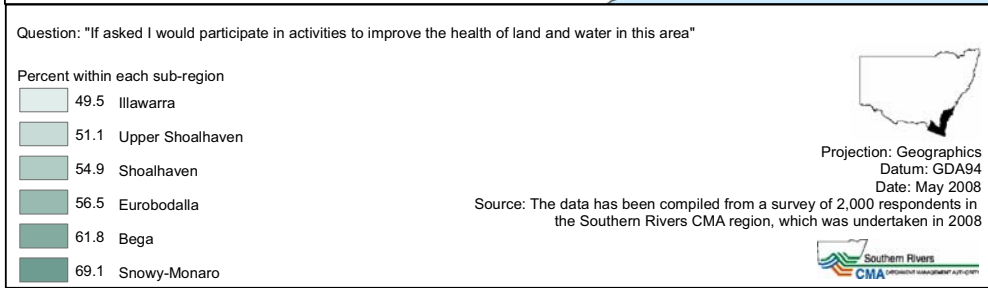 Question: "If asked I would participate in activities to improve the health of land and water in this area"
Percent within each sub-region
49.5 Illawarra
51.1 Upper Shoalhaven
54.9 Shoalhaven
56.5 Eurobodalla
61.8 Bega
69.1 Snowy-Monaro
Projection: Geographics
Datum: GDA94
Date: May 2008
Source: The data has been compiled from a survey of 2,000 respondents in
the Southern Rivers CMA region, which was undertaken in 2008
Southern Rivers
CMA CATCHMENT MANAGEMENT AUTHORITY